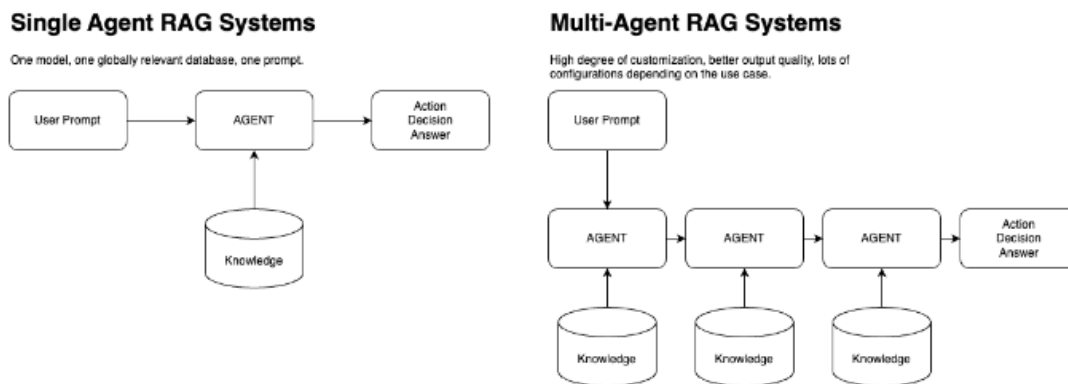 Single Agent RAG Systems
One model, one globally relevant database, one prompt.
User Prompt
AGENT
Action
Decision
Answer
Knowledge
Multi-Agent RAG Systems
High degree of customization, better output quality, lots of
configurations depending on the use case.
User Prompt
AGENT
AGENT
AGENT
Action
Decision
Answer
Knowledge
Knowledge
Knowledge